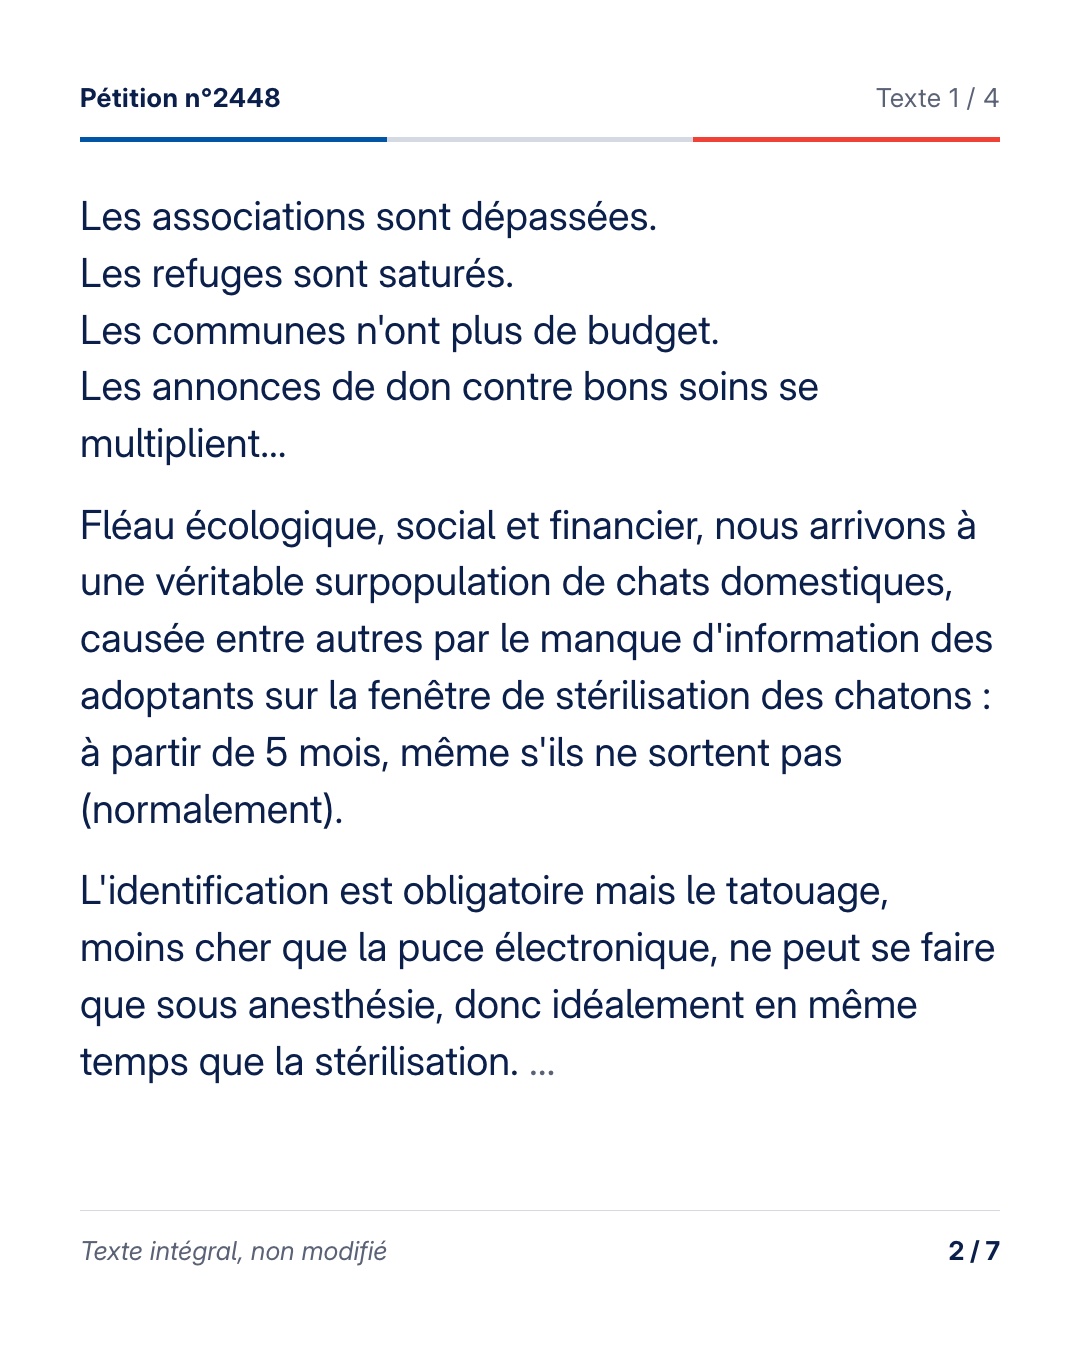 Pétition n°2448
Texte 1 / 4
Les associations sont dépassées.
Les refuges sont saturés.
Les communes n'ont plus de budget.
Les annonces de don contre bons soins se
multiplient...
Fléau écologique, social et financier, nous arrivons à
une véritable surpopulation de chats domestiques,
causée entre autres par le manque d'information des
adoptants sur la fenêtre de stérilisation des chatons :
à partir de 5 mois, même s'ils ne sortent pas
(normalement).
L'identification est obligatoire mais le tatouage,
moins cher que la puce électronique, ne peut se faire
que sous anesthésie, donc idéalement en même
temps que la stérilisation. ...
Texte intégral, non modifié
2 / 7